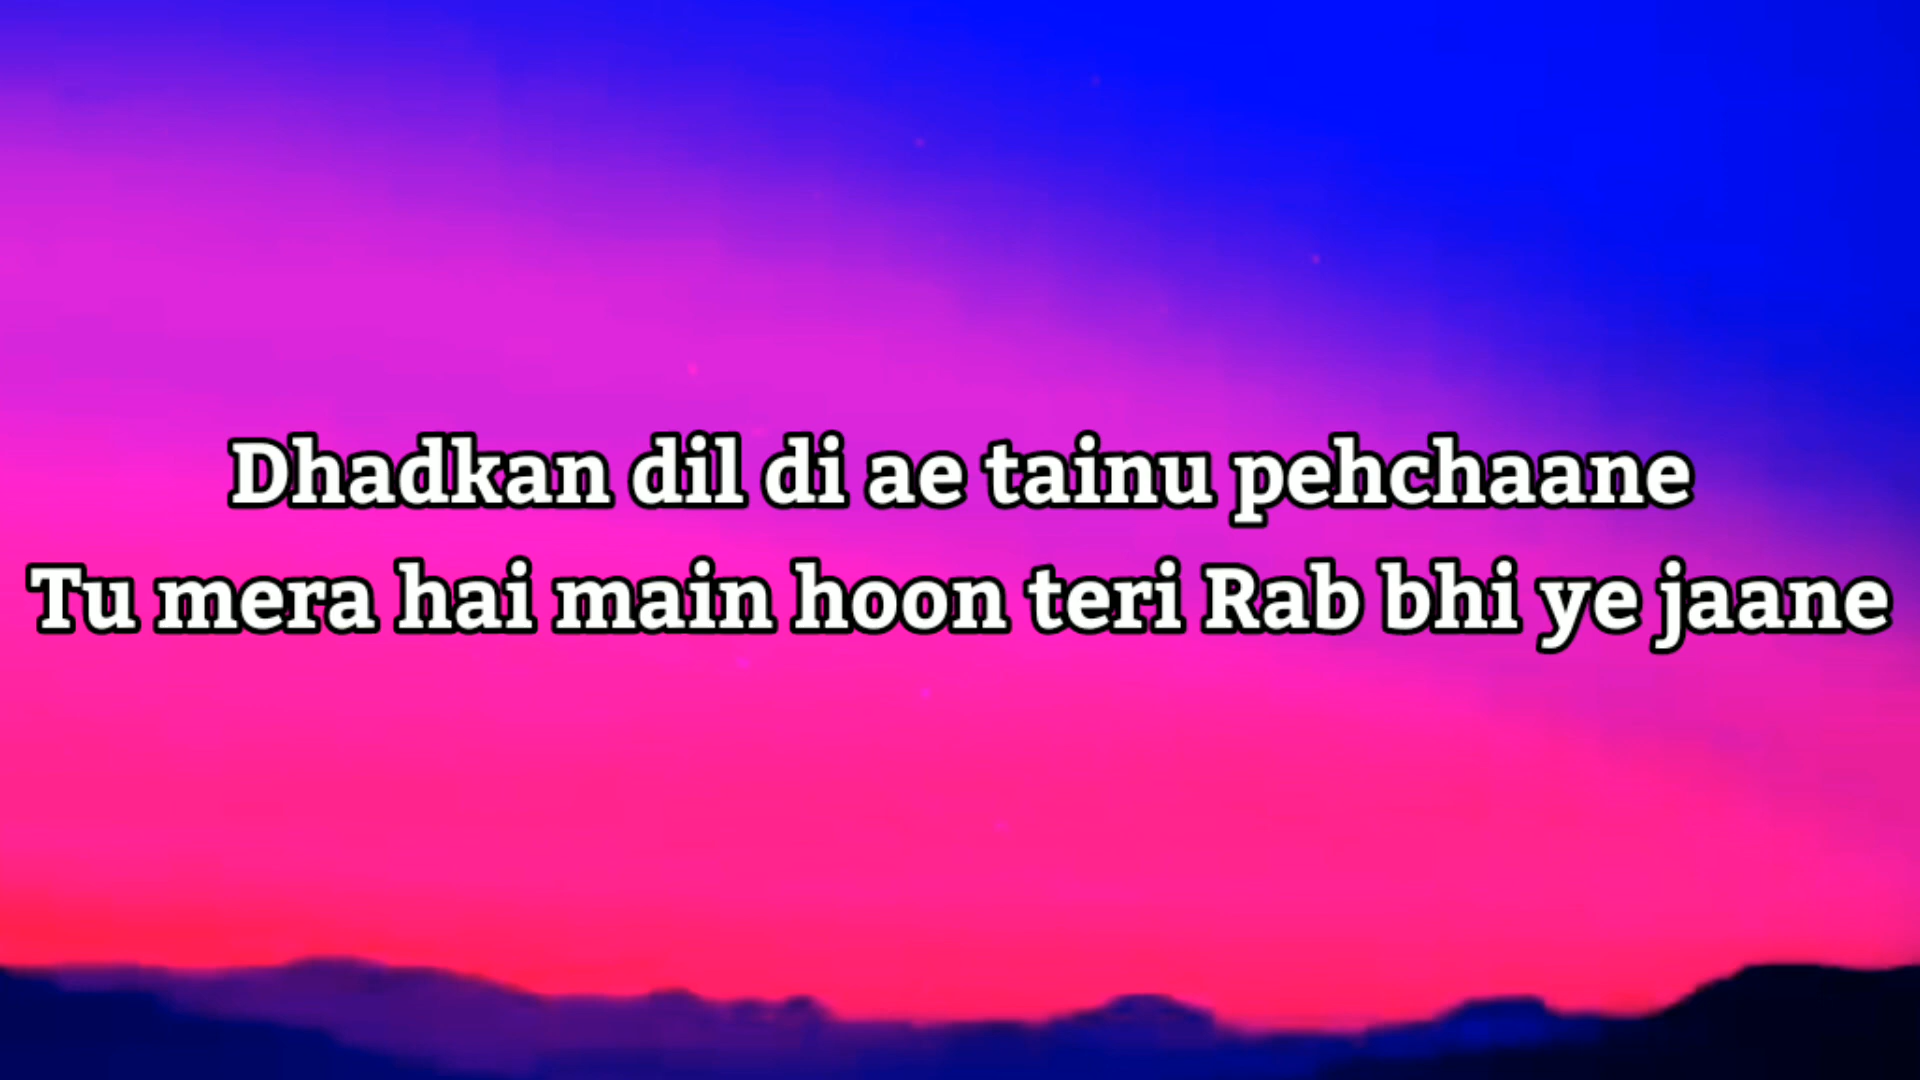 Dhadkan dil di ae tainu pehchaane
Tu mera hai main hoon teri Rab bhi ye jaane